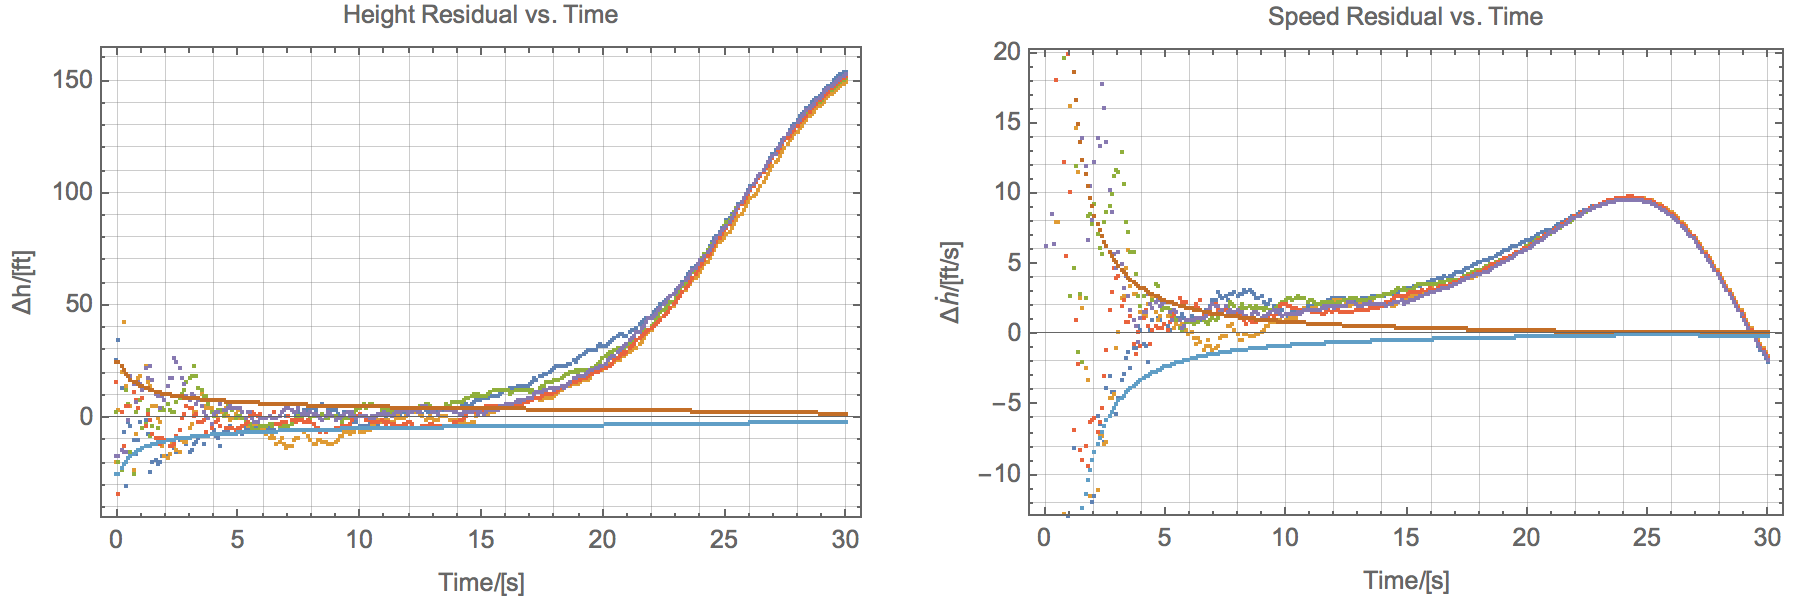 Height Residual vs. Time
150
100
50
0
Δh/[ft]
0 5 10 15 20 25 30
Time/[s]
Speed Residual vs. Time
20
15
10
5
0
−5
−10
Δḣ/[ft/s]
0 5 10 15 20 25 30
Time/[s]